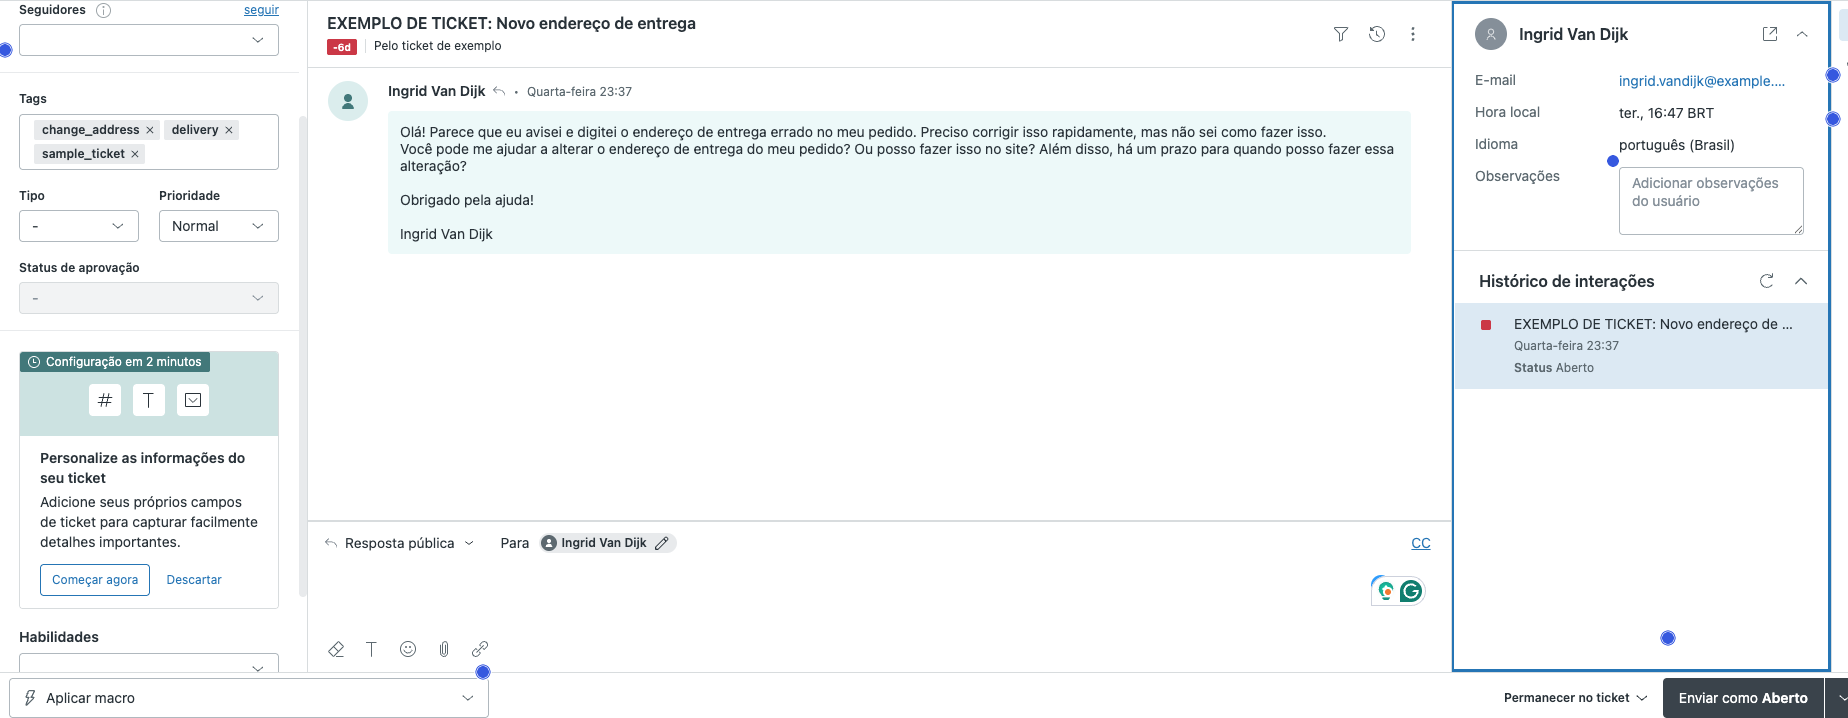 Seguidores
seguir
Tags
change_address ×
delivery ×
sample_ticket ×
Tipo
Prioridade
-
Normal
Status de aprovação
-
Configuração em 2 minutos
Personalize as informações do
seu ticket
Adicione seus próprios campos
de ticket para capturar facilmente
detalhes importantes.
Começar agora
Descartar
Habilidades
EXEMPLO DE TICKET: Novo endereço de entrega
-6d
Pelo ticket de exemplo
Ingrid Van Dijk
• Quarta-feira 23:37
Olá! Parece que eu avisei e digitei o endereço de entrega errado no meu pedido. Preciso corrigir isso rapidamente, mas não sei como fazer isso.
Você pode me ajudar a alterar o endereço de entrega do meu pedido? Ou posso fazer isso no site? Além disso, há um prazo para quando posso fazer essa
alteração?
Obrigado pela ajuda!
Ingrid Van Dijk
Resposta pública
Para
Ingrid Van Dijk
CC
Aplicar macro
Ingrid Van Dijk
E-mail
ingrid.vandijk@example....
Hora local
ter., 16:47 BRT
Idioma
português (Brasil)
Observações
Adicionar observações
do usuário
Histórico de interações
EXEMPLO DE TICKET: Novo endereço de ...
Quarta-feira 23:37
Status Aberto
Permanecer no ticket
Enviar como Aberto